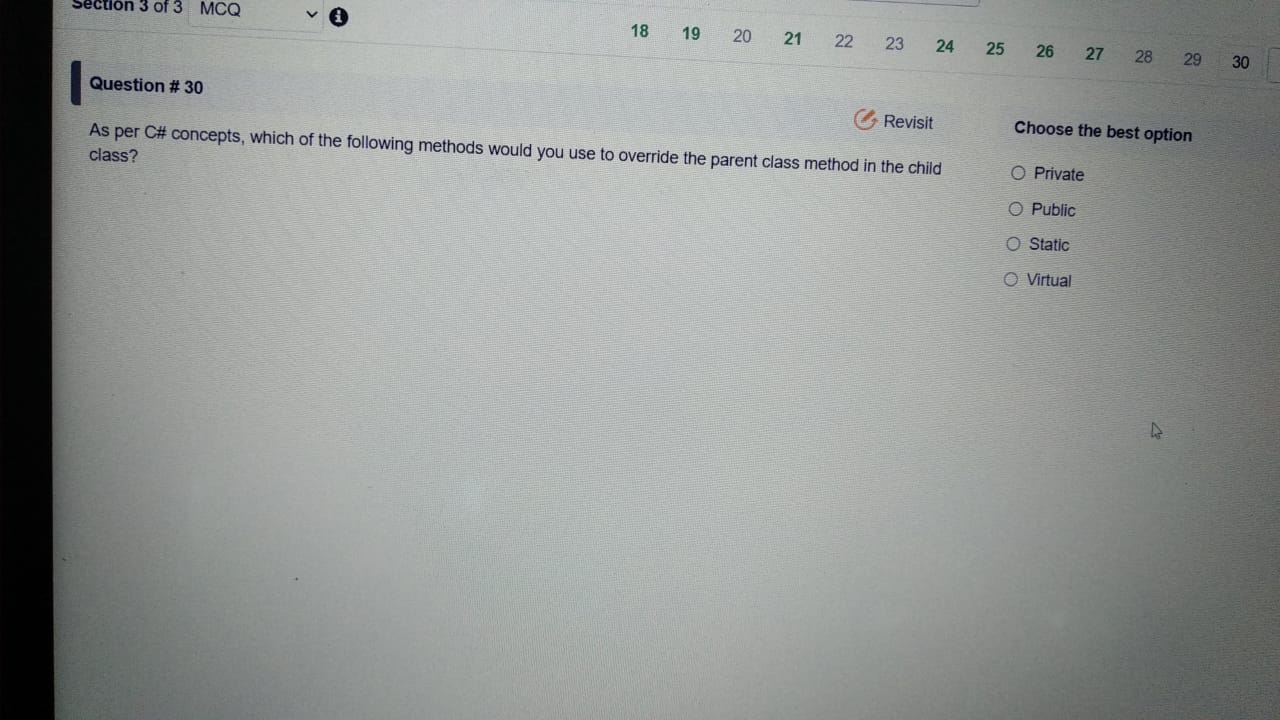 Section 3 of 3 MCQ
18 19 20 21 22 23 24 25 26 27 28 29 30
Question # 30
Revisit
As per C# concepts, which of the following methods would you use to override the parent class method in the child
class?
Choose the best option
Private
Public
Static
Virtual